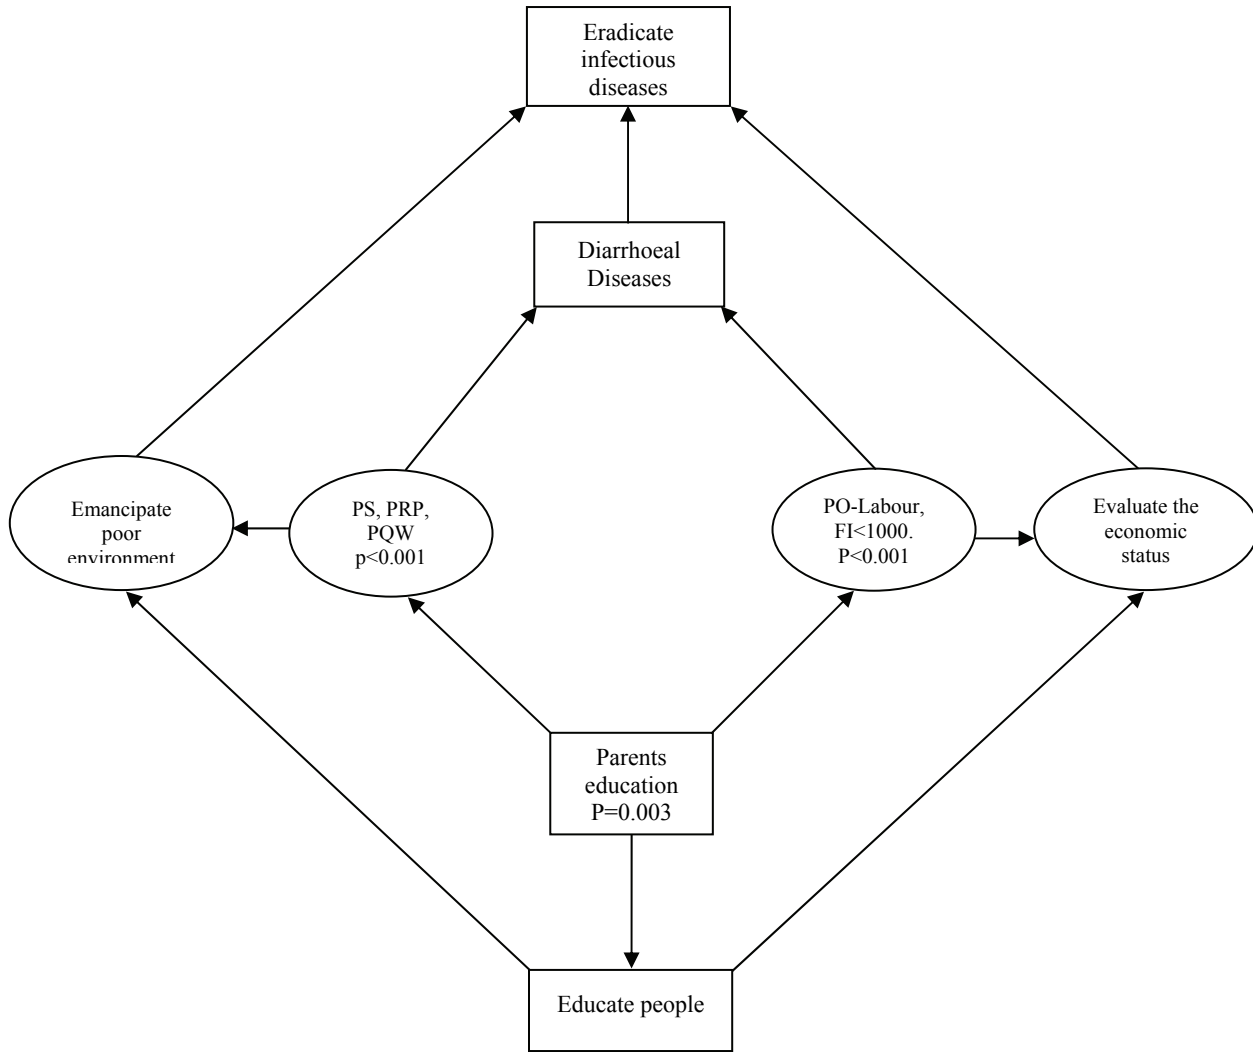 Eradicate
infectious
diseases
Diarrhoeal
Diseases
Emancipate
poor
environment
PS, PRP,
PQW
p<0.001
PO-Labour,
FI<1000.
P<0.001
Evaluate the
economic
status
Parents
education
P=0.003
Educate people